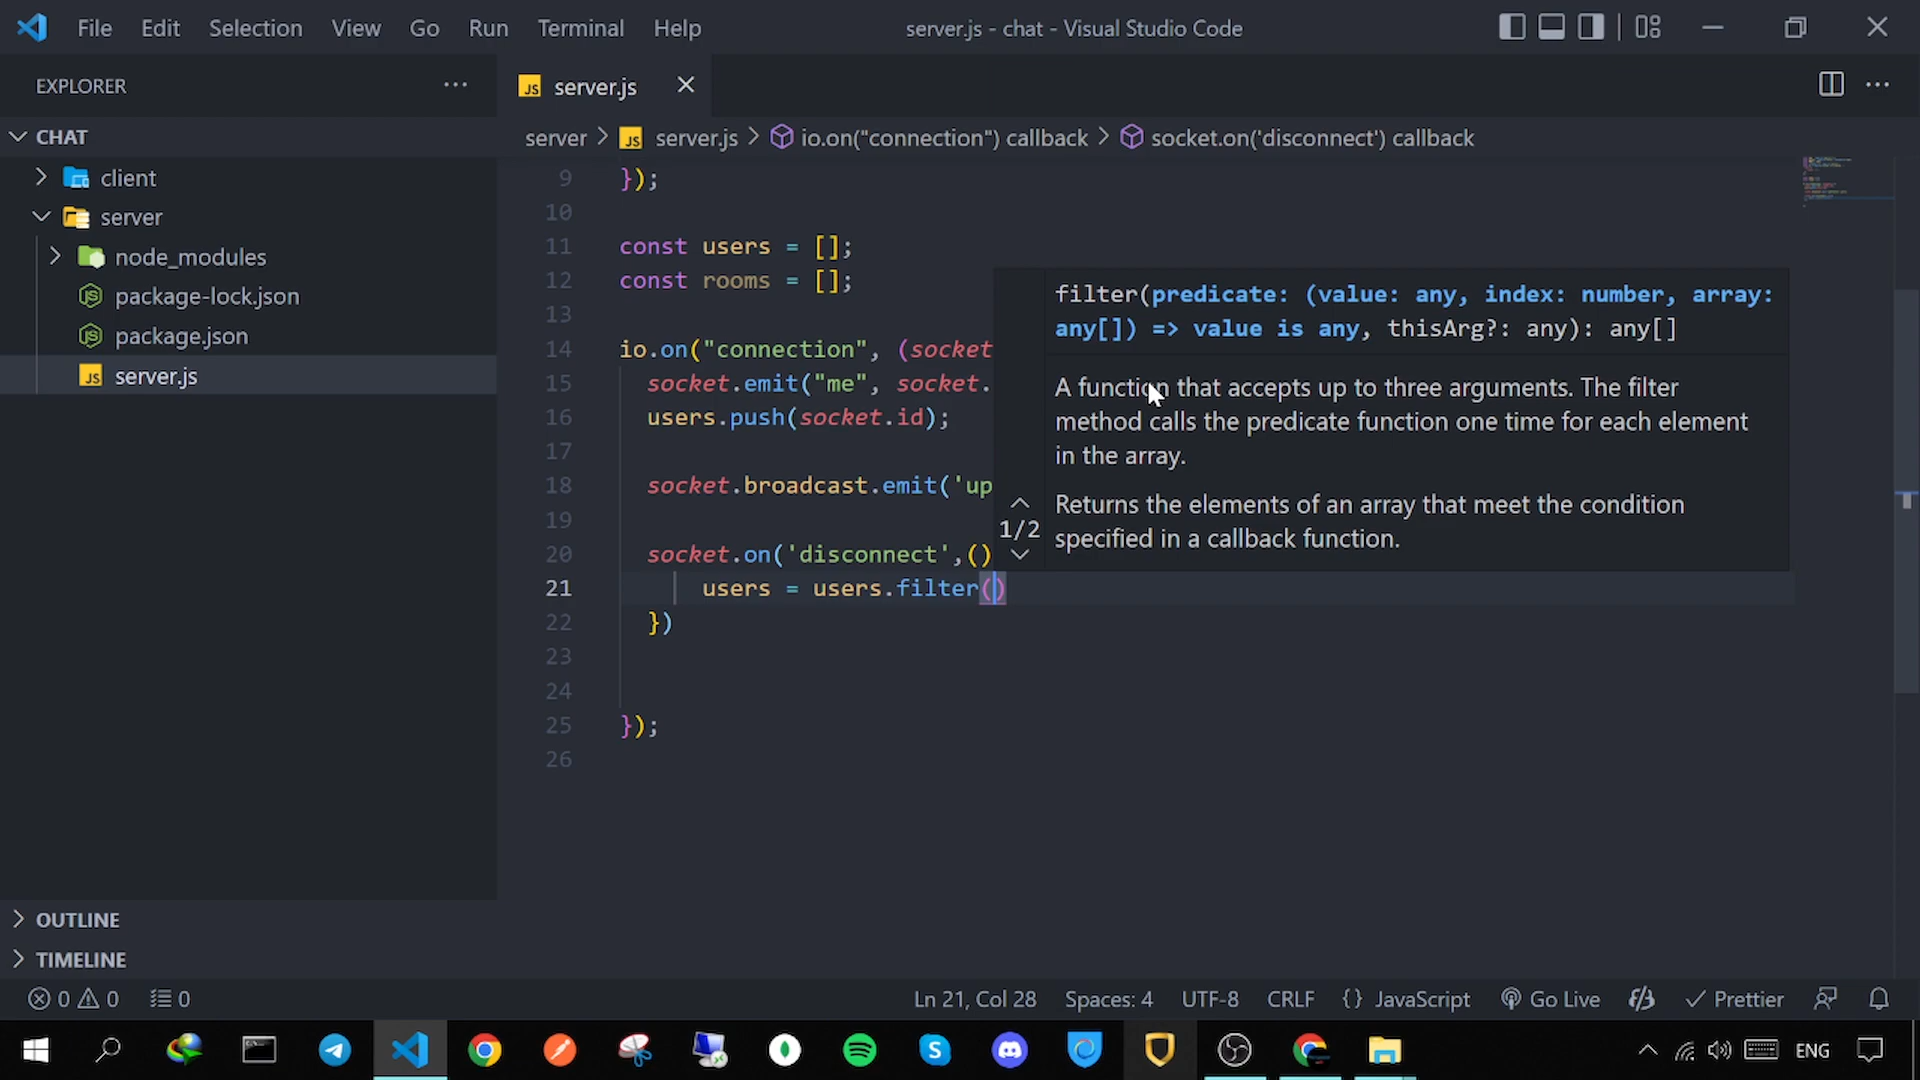 File Edit Selection View Go Run Terminal Help
server.js - chat - Visual Studio Code
EXPLORER
JS server.js
CHAT
client
server
node_modules
package-lock.json
package.json
JS server.js
OUTLINE
TIMELINE
server > JS server.js > io.on("connection") callback > socket.on('disconnect') callback
9 });
10
11 const users = [];
12 const rooms = [];
13
14 io.on("connection", (socket
15 socket.emit("me", socket.
16 users.push(socket.id);
17
18 socket.broadcast.emit('up
19
20 socket.on('disconnect',()
21 users = users.filter()
22 })
23
24
25 });
26
filter(predicate: (value: any, index: number, array:
any[]) => value is any, thisArg?: any): any[]
A function that accepts up to three arguments. The filter
method calls the predicate function one time for each element
in the array.
1/2
Returns the elements of an array that meet the condition
specified in a callback function.
0 0 0
Ln 21, Col 28 Spaces: 4 UTF-8 CRLF {} JavaScript Go Live Prettier
ENG